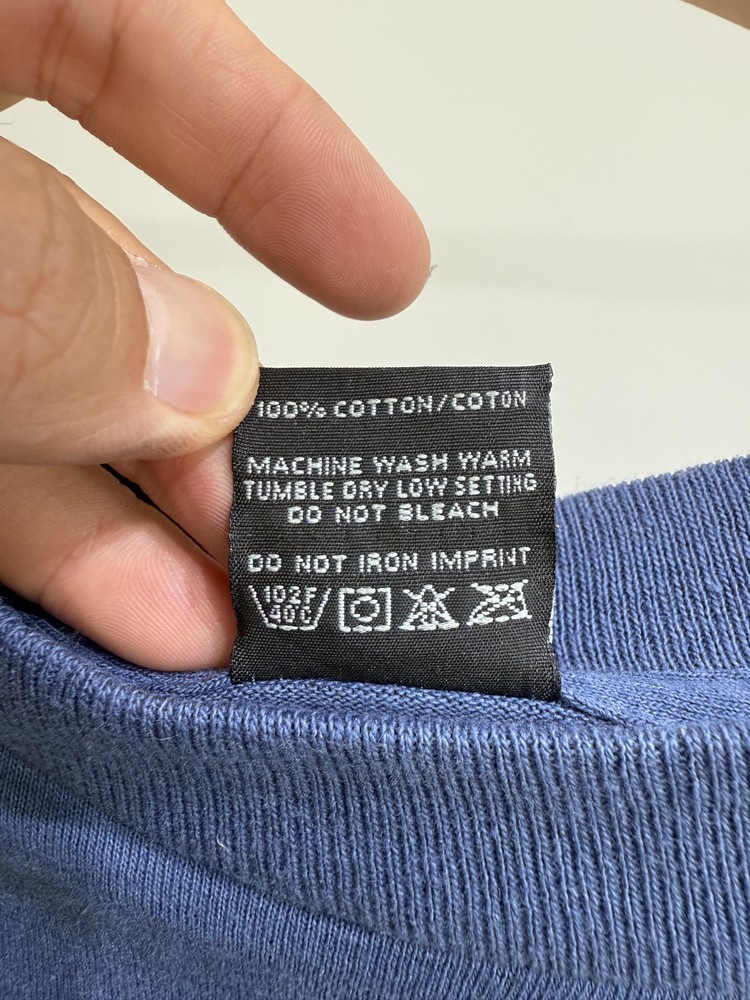 100% COTTON/COTON
MACHINE WASH WARM
TUMBLE DRY LOW SETTING
DO NOT BLEACH
DO NOT IRON IMPRINT
102F
40C